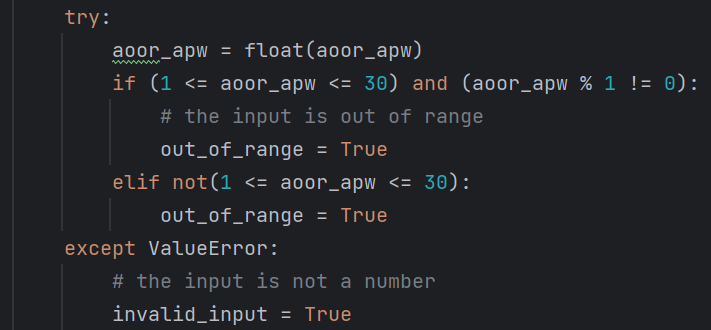 try:
    aoor_apw = float(aoor_apw)
    if (1 <= aoor_apw <= 30) and (aoor_apw % 1 != 0):
        # the input is out of range
        out_of_range = True
    elif not(1 <= aoor_apw <= 30):
        out_of_range = True
except ValueError:
    # the input is not a number
    invalid_input = True